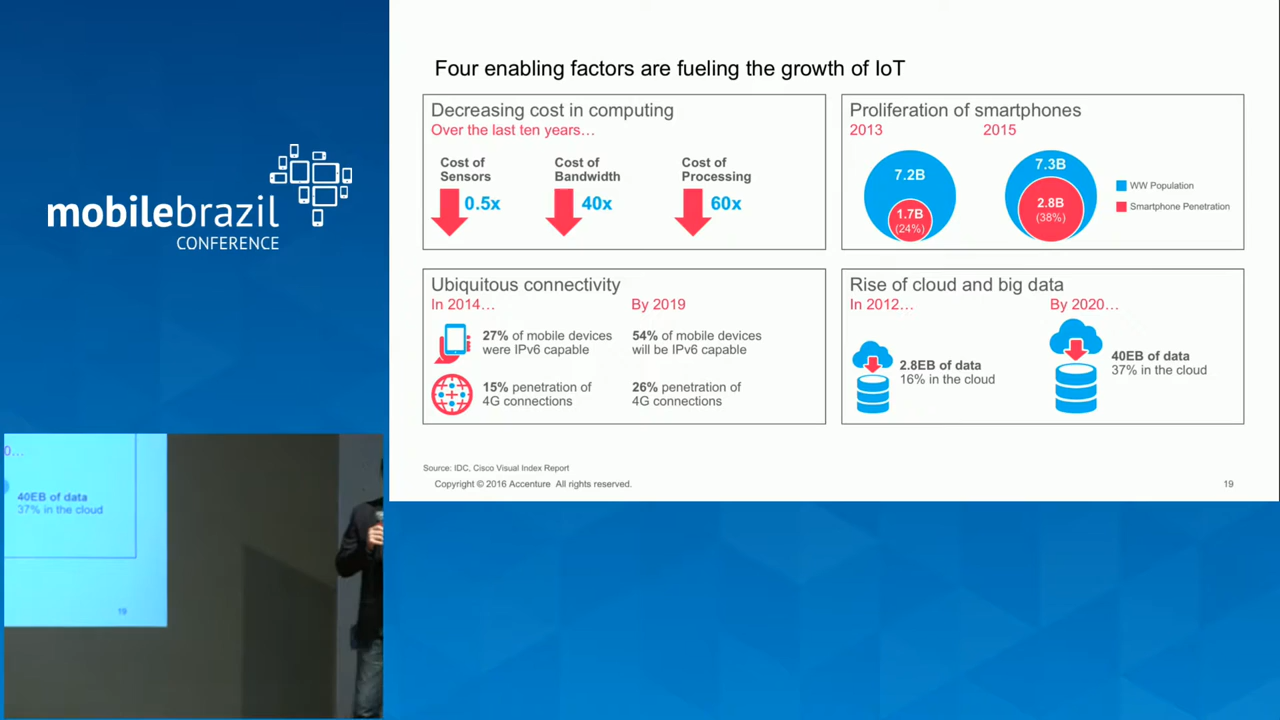 mobilebrazil
CONFERENCE
Four enabling factors are fueling the growth of IoT
Decreasing cost in computing
Over the last ten years…
Cost of Sensors
0.5x
Cost of Bandwidth
40x
Cost of Processing
60x
Proliferation of smartphones
2013
2015
7.2B
1.7B
(24%)
7.3B
2.8B
(38%)
WW Population
Smartphone Penetration
Ubiquitous connectivity
In 2014…
By 2019
27% of mobile devices
were IPv6 capable
54% of mobile devices
will be IPv6 capable
15% penetration of
4G connections
26% penetration of
4G connections
Rise of cloud and big data
In 2012…
By 2020…
2.8EB of data
16% in the cloud
40EB of data
37% in the cloud
Source: IDC, Cisco Visual Index Report
Copyright © 2016 Accenture All rights reserved.
19
0...
40EB of data
37% in the cloud
19